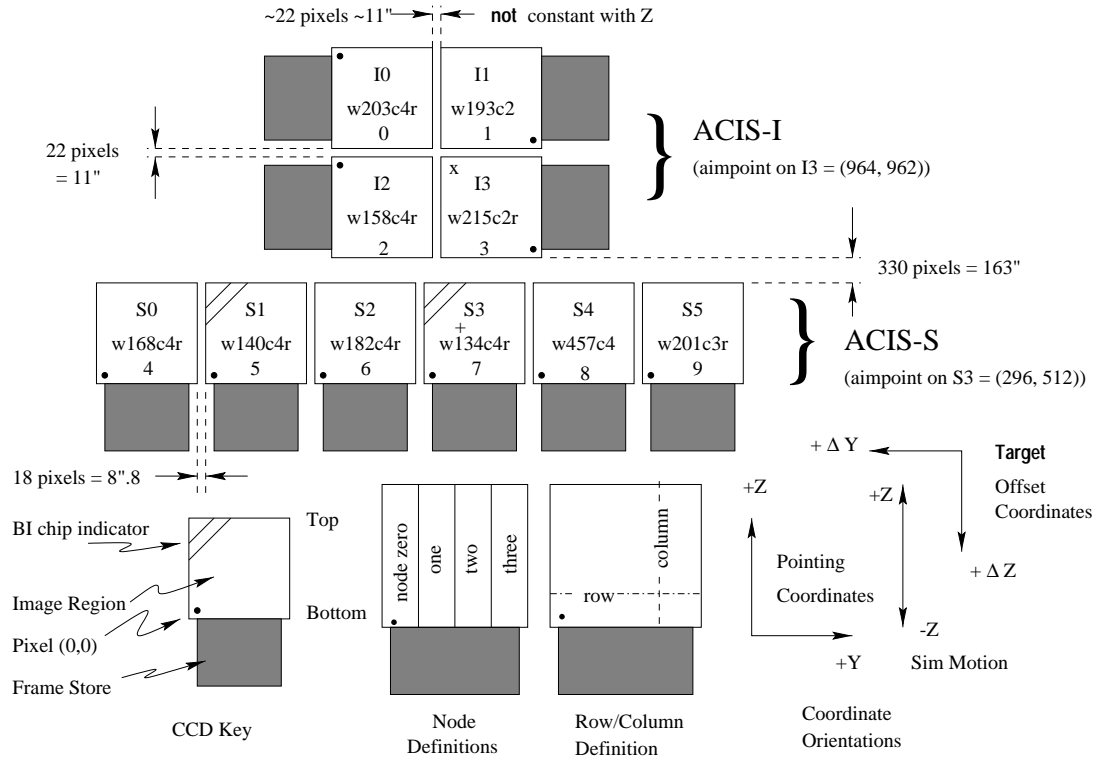 ~22 pixels ~11" not constant with Z
I0
w203c4r
0
I1
w193c2
1
22 pixels
= 11"
I2
w158c4r
2
x
I3
w215c2r
3
} ACIS-I
(aimpoint on I3 = (964, 962))
330 pixels = 163"
S0
w168c4r
4
S1
w140c4r
5
S2
w182c4r
6
S3
+
w134c4r
7
S4
w457c4
8
S5
w201c3r
9
} ACIS-S
(aimpoint on S3 = (296, 512))
18 pixels = 8".8
BI chip indicator
Image Region
Pixel (0,0)
Frame Store
Top
Bottom
CCD Key
node zero
one
two
three
Node
Definitions
column
row
Row/Column
Definition
+Z
Pointing
Coordinates
+Y
+ Δ Y
Target
Offset
Coordinates
+ Δ Z
+Z
-Z
Sim Motion
Coordinate
Orientations